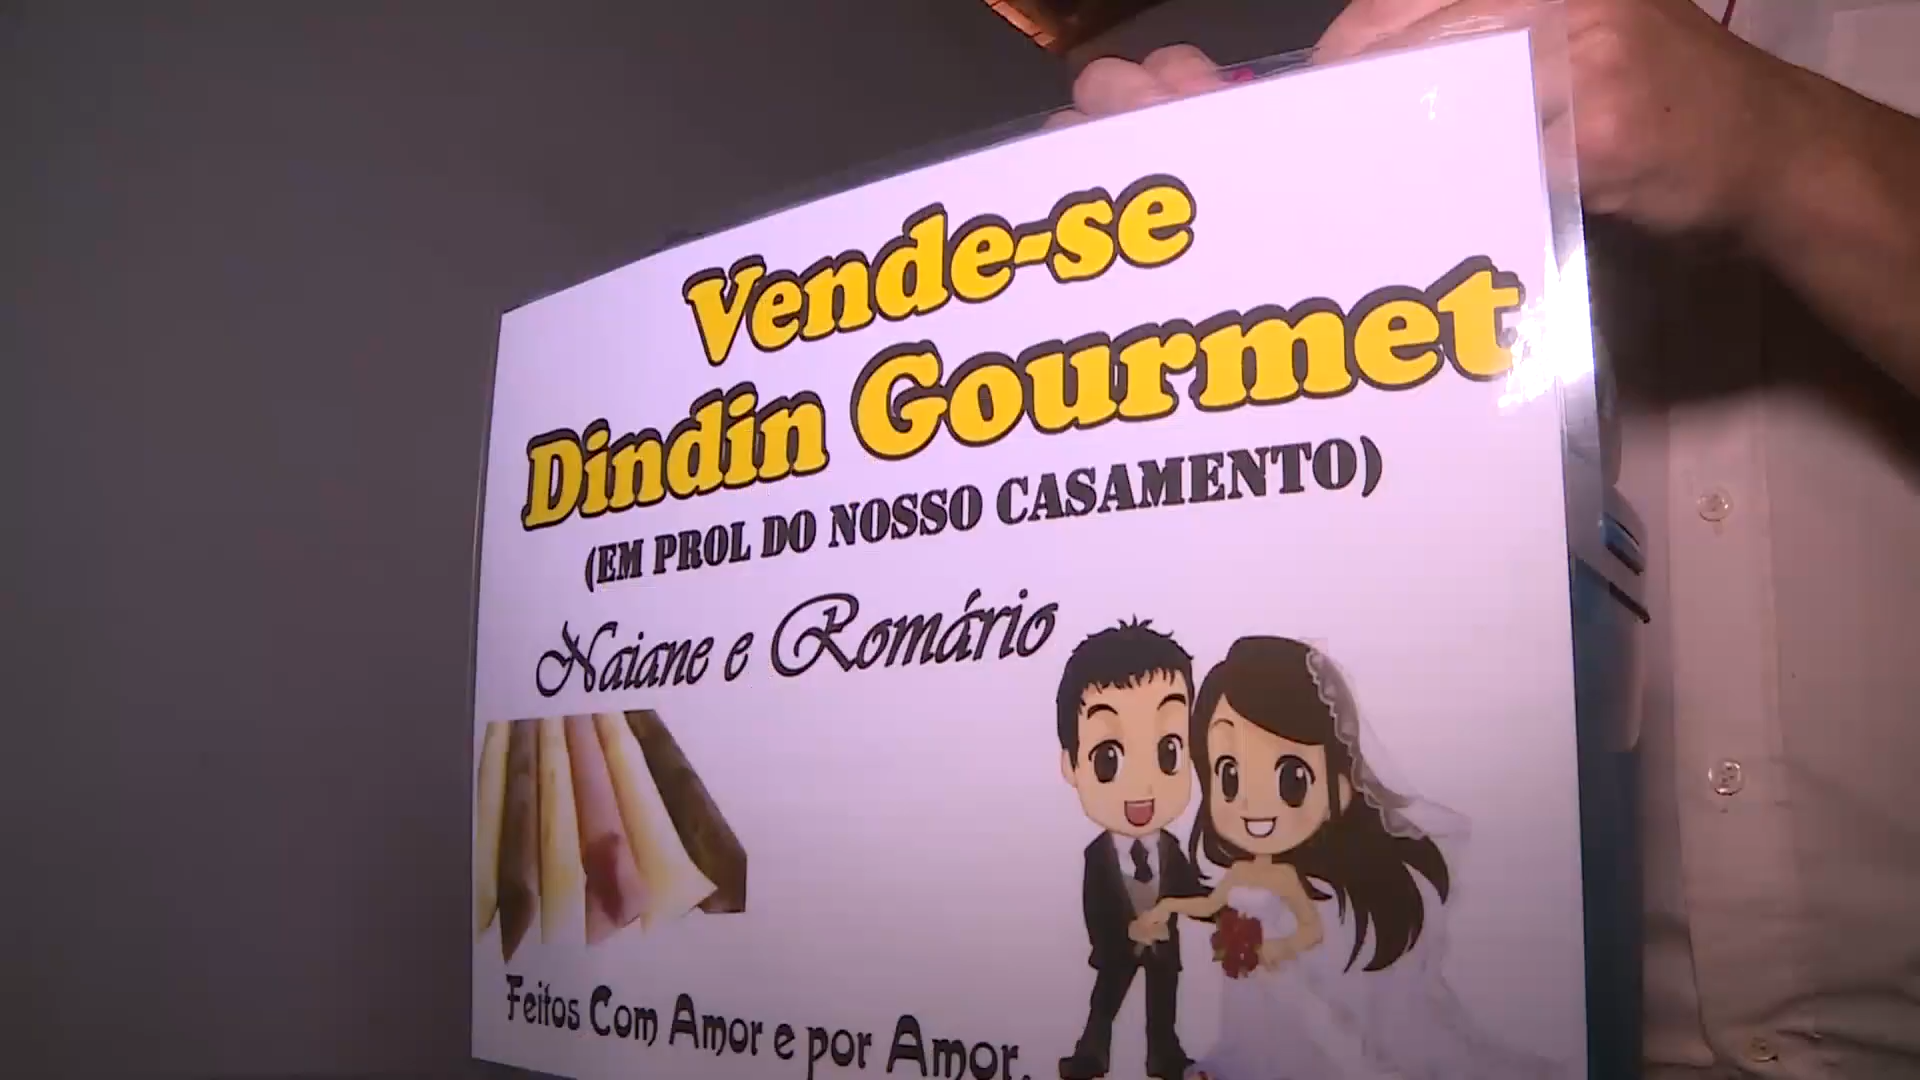 Vende-se
Dindin Gourmet
(EM PROL DO NOSSO CASAMENTO)
Naiane e Romário
Feitos Com Amor e por Amor.